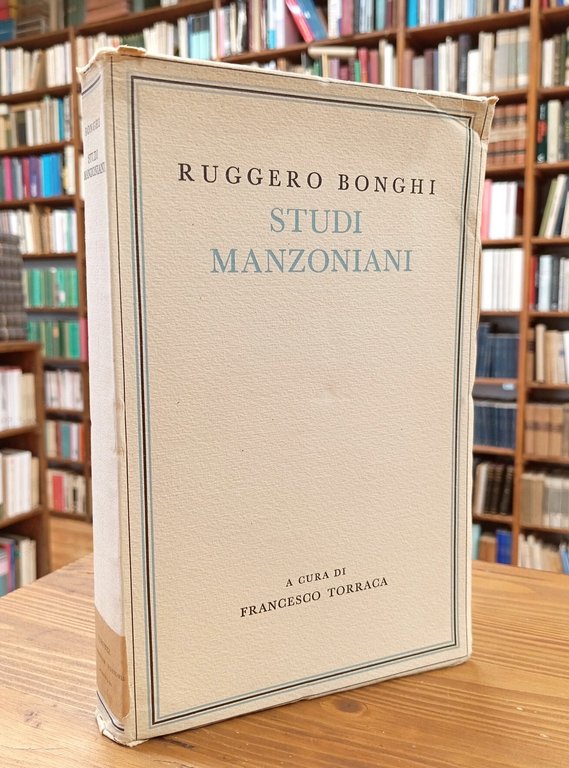 RUGGERO BONGHI
STUDI
MANZONIANI
A CURA DI
FRANCESCO TORRACA
BONGHI
STUDI
MANZONIANI